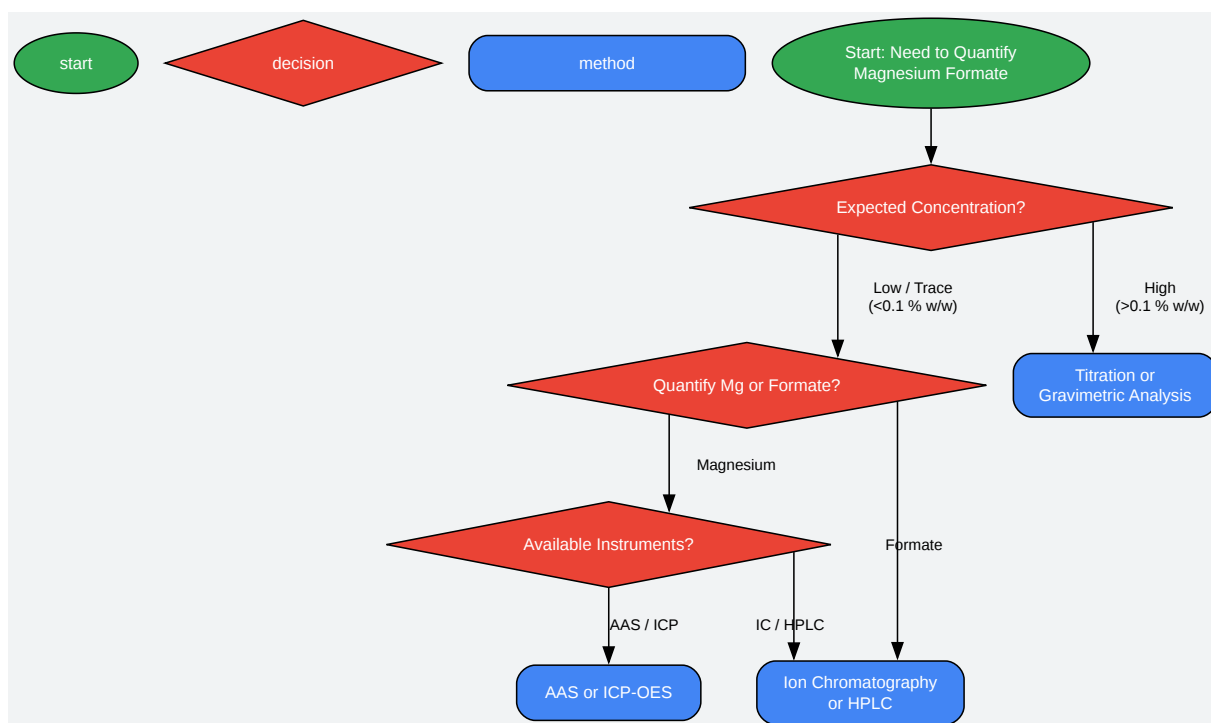 start
decision
method
Start: Need to Quantify
Magnesium Formate
Expected Concentration?
Low / Trace
(<0.1 % w/w)
High
(>0.1 % w/w)
Quantify Mg or Formate?
Titration or
Gravimetric Analysis
Magnesium
Available Instruments?
Formate
AAS / ICP
IC / HPLC
AAS or ICP-OES
Ion Chromatography
or HPLC